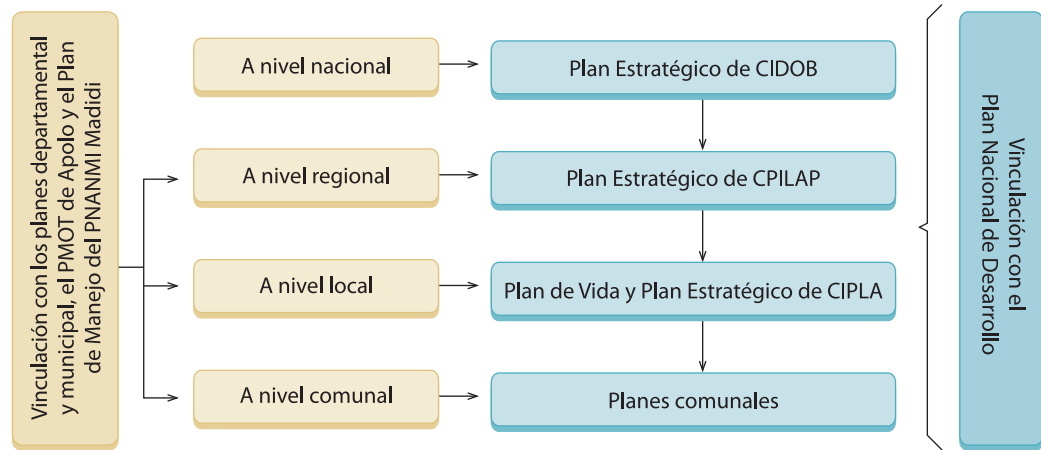 Vinculación con los planes departamental
y municipal, el PMOT de Apolo y el Plan
de Manejo del PNANMI Madidi
A nivel nacional
Plan Estratégico de CIDOB
A nivel regional
Plan Estratégico de CPILAP
A nivel local
Plan de Vida y Plan Estratégico de CIPLA
A nivel comunal
Planes comunales
Vinculación con el
Plan Nacional de Desarrollo